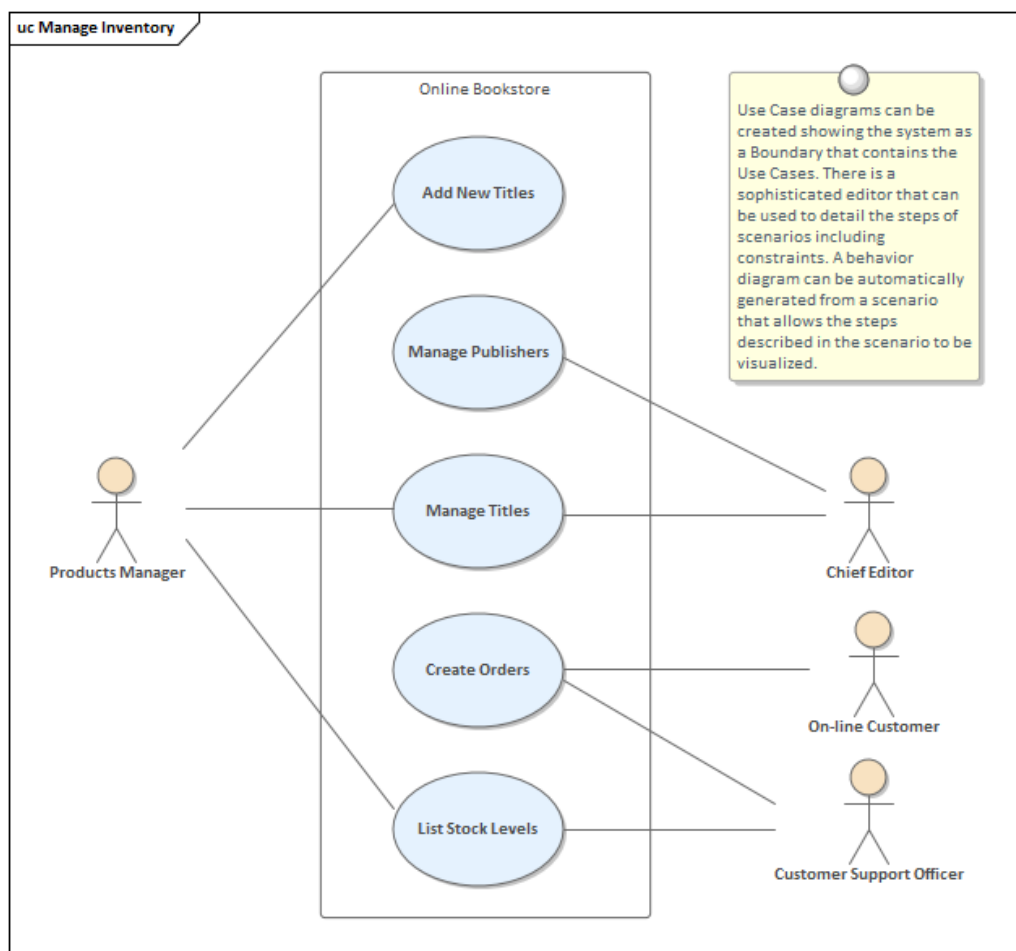 uc Manage Inventory
Online Bookstore
Add New Titles
Manage Publishers
Manage Titles
Create Orders
List Stock Levels
Products Manager
Use Case diagrams can be
created showing the system as
a Boundary that contains the
Use Cases. There is a
sophisticated editor that can
be used to detail the steps of
scenarios including
constraints. A behavior
diagram can be automatically
generated from a scenario
that allows the steps
described in the scenario to be
visualized.
Chief Editor
On-line Customer
Customer Support Officer